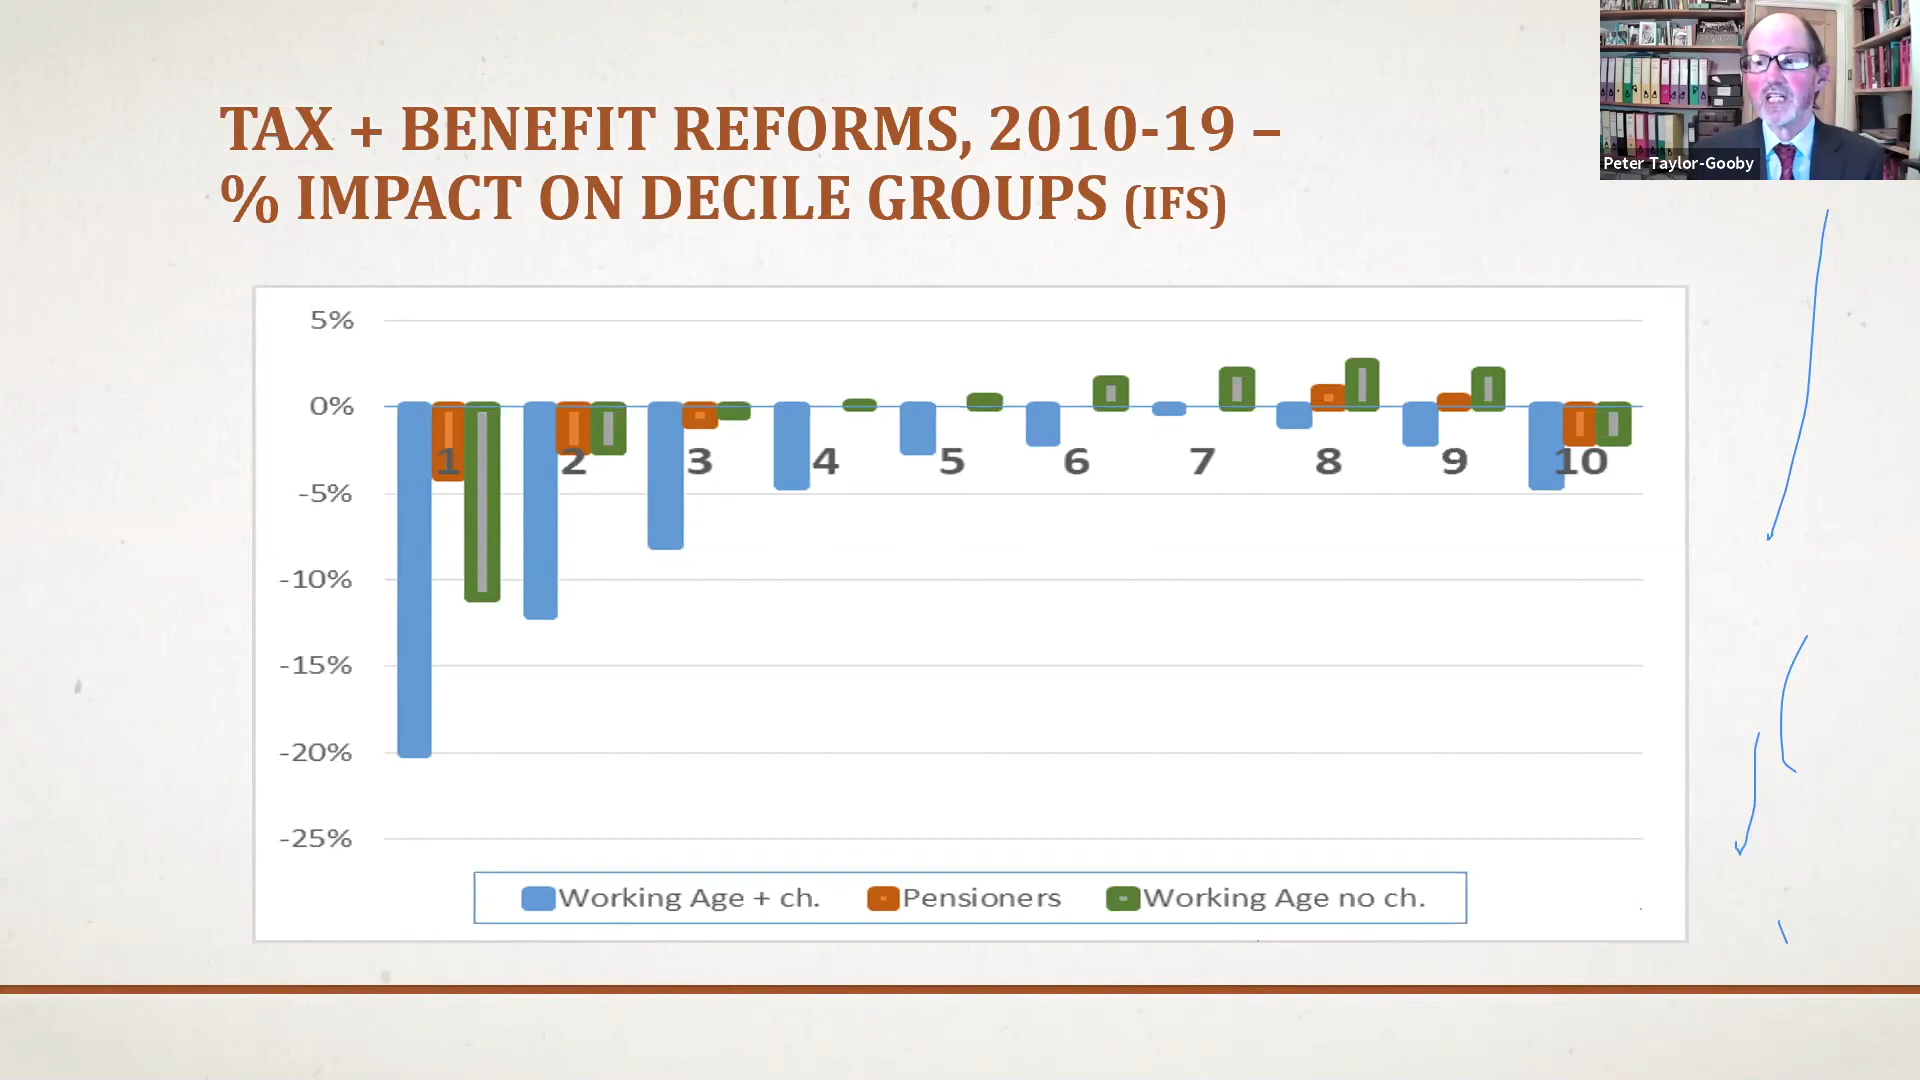 TAX + BENEFIT REFORMS, 2010-19 –
% IMPACT ON DECILE GROUPS (IFS)
Peter Taylor-Gooby
5%
0%
1 2 3 4 5 6 7 8 9 10
-5%
-10%
-15%
-20%
-25%
Working Age + ch. Pensioners Working Age no ch.